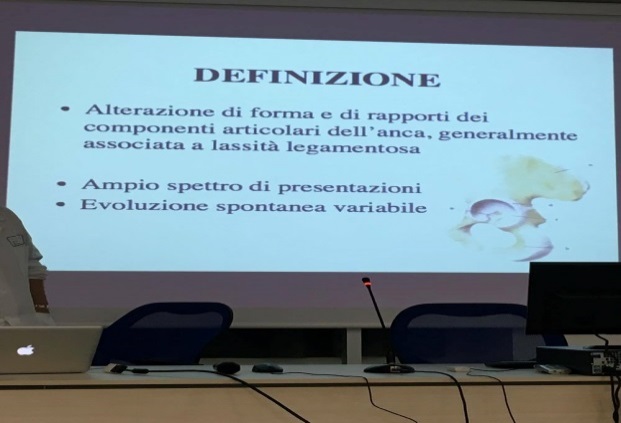 DEFINIZIONE
• Alterazione di forma e di rapporti dei
componenti articolari dell'anca, generalmente
associata a lassità legamentosa
• Ampio spettro di presentazioni
• Evoluzione spontanea variabile